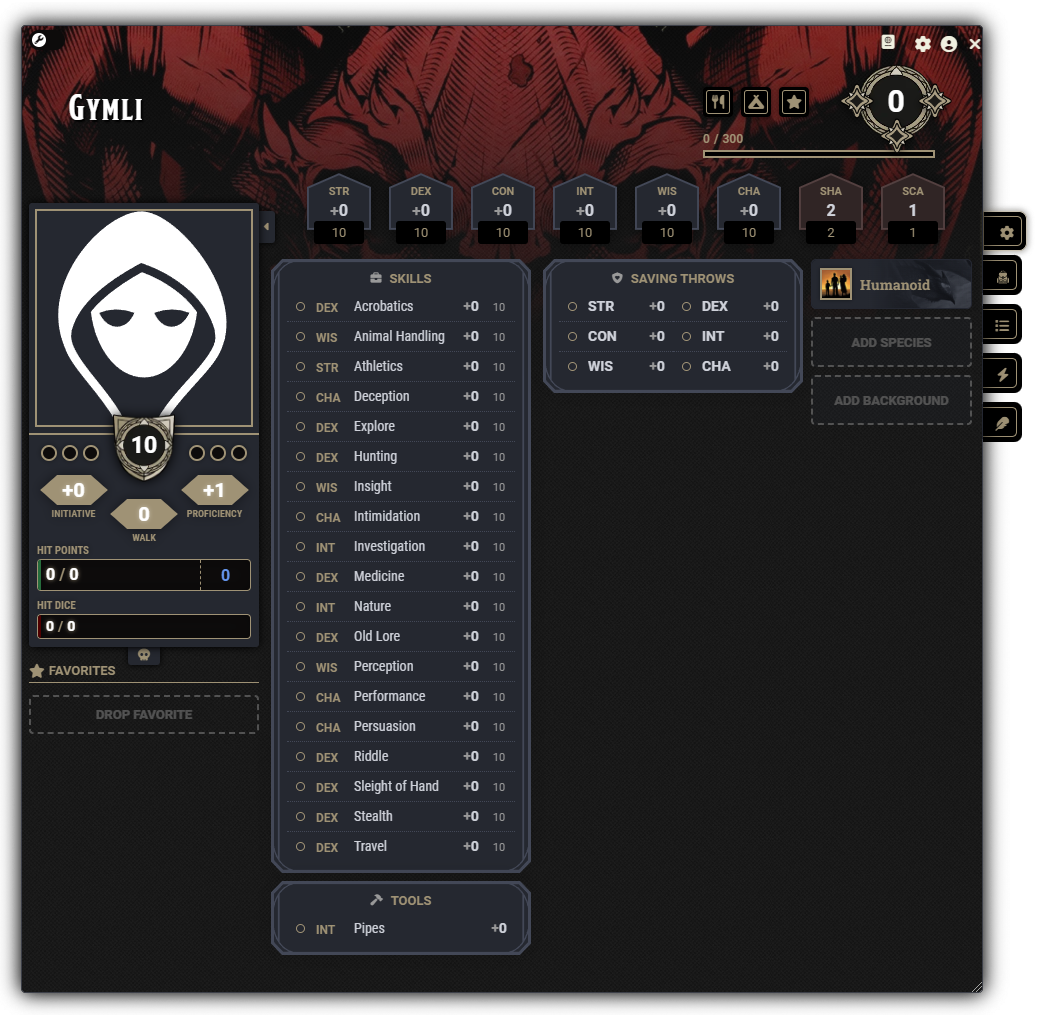 Gymli
0
0 / 300
STR DEX CON INT WIS CHA SHA SCA
+0 +0 +0 +0 +0 +0 2 1
10 10 10 10 10 10 2 1
10
+0
INITIATIVE
0
WALK
+1
PROFICIENCY
HIT POINTS
0 / 0 0
HIT DICE
0 / 0
FAVORITES
DROP FAVORITE
SKILLS
DEX Acrobatics +0 10
WIS Animal Handling +0 10
STR Athletics +0 10
CHA Deception +0 10
DEX Explore +0 10
DEX Hunting +0 10
WIS Insight +0 10
CHA Intimidation +0 10
INT Investigation +0 10
DEX Medicine +0 10
INT Nature +0 10
DEX Old Lore +0 10
WIS Perception +0 10
CHA Performance +0 10
CHA Persuasion +0 10
DEX Riddle +0 10
DEX Sleight of Hand +0 10
DEX Stealth +0 10
DEX Travel +0 10
TOOLS
INT Pipes +0
SAVING THROWS
STR +0 DEX +0
CON +0 INT +0
WIS +0 CHA +0
Humanoid
ADD SPECIES
ADD BACKGROUND